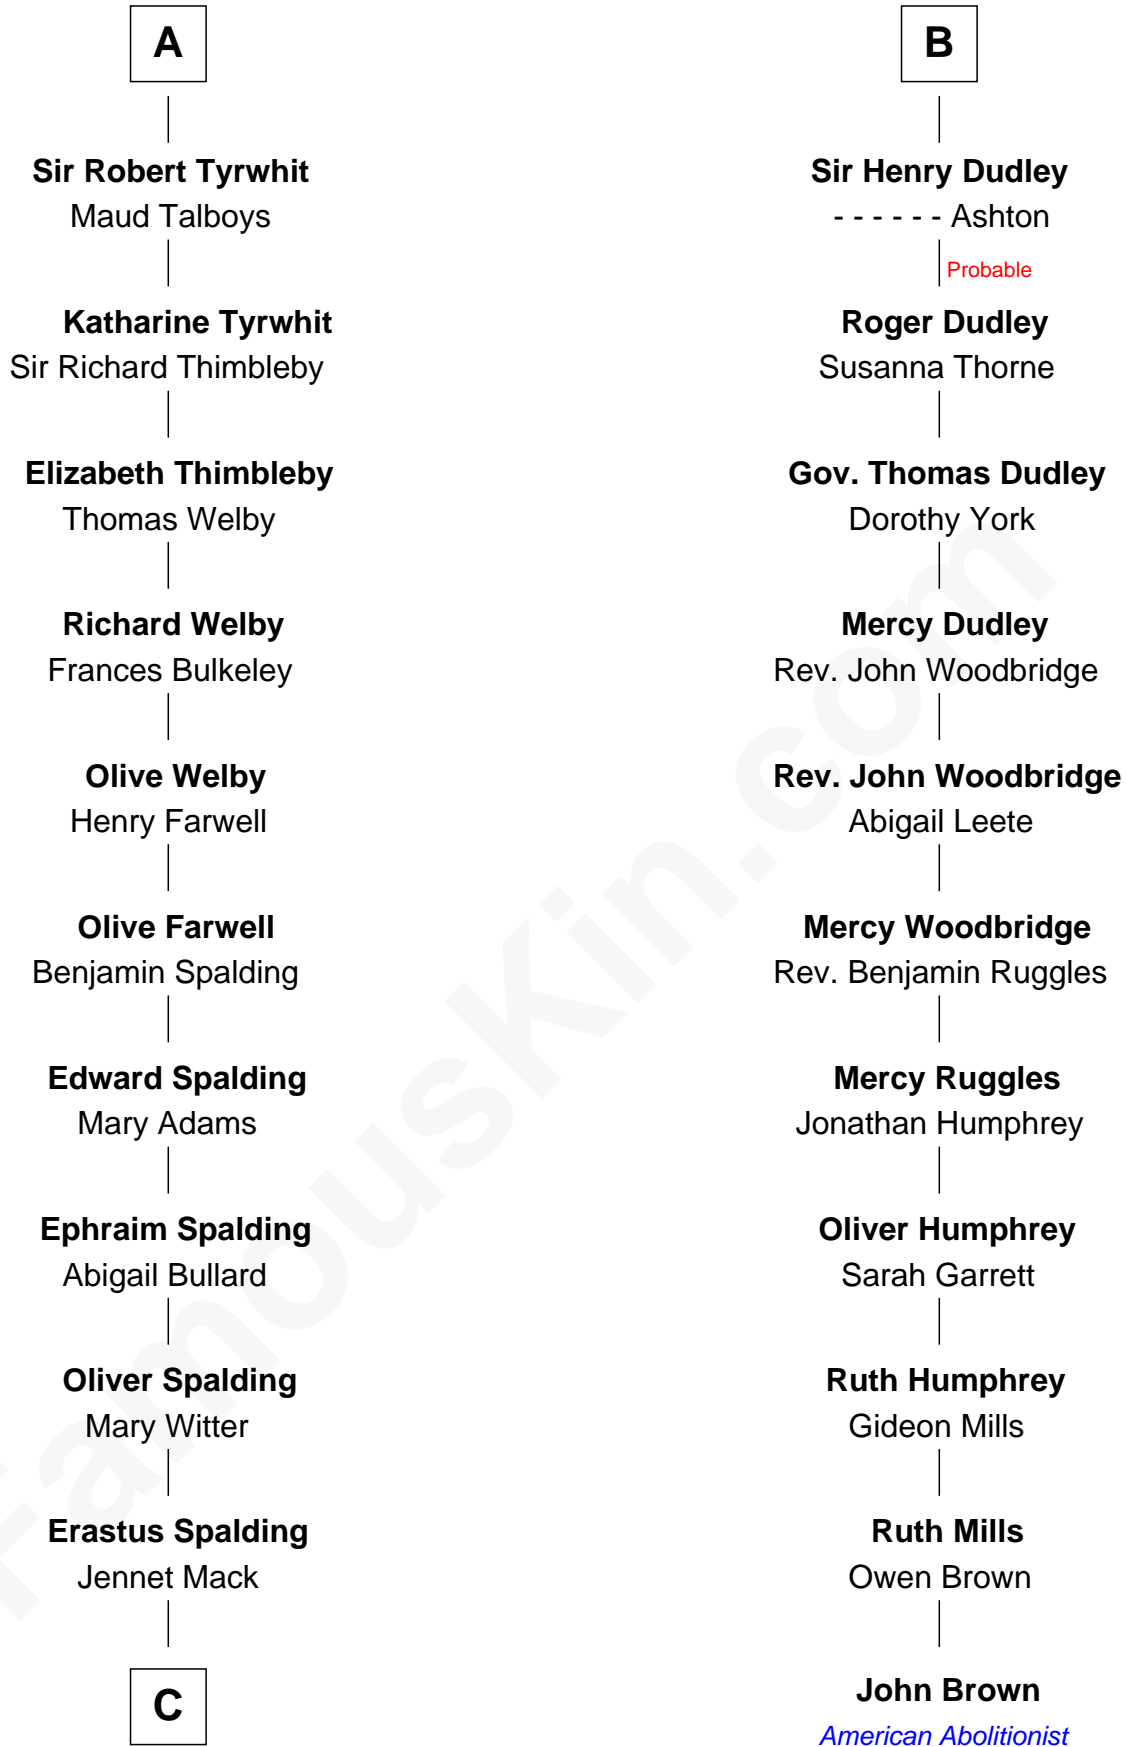 A
Sir Robert Tyrwhit
Maud Talboys
Katharine Tyrwhit
Sir Richard Thimbleby
Elizabeth Thimbleby
Thomas Welby
Richard Welby
Frances Bulkeley
Olive Welby
Henry Farwell
Olive Farwell
Benjamin Spalding
Edward Spalding
Mary Adams
Ephraim Spalding
Abigail Bullard
Oliver Spalding
Mary Witter
Erastus Spalding
Jennet Mack
C
B
Sir Henry Dudley
- - - - - - Ashton
Probable
Roger Dudley
Susanna Thorne
Gov. Thomas Dudley
Dorothy York
Mercy Dudley
Rev. John Woodbridge
Rev. John Woodbridge
Abigail Leete
Mercy Woodbridge
Rev. Benjamin Ruggles
Mercy Ruggles
Jonathan Humphrey
Oliver Humphrey
Sarah Garrett
Ruth Humphrey
Gideon Mills
Ruth Mills
Owen Brown
John Brown
American Abolitionist
FamousKin.com